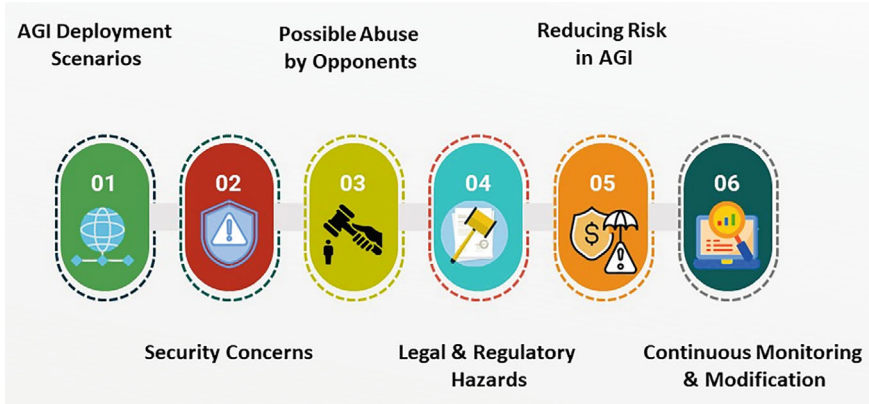 AGI Deployment
Scenarios
Possible Abuse
by Opponents
Reducing Risk
in AGI
01
02
03
04
05
06
$
Security Concerns
Legal & Regulatory
Hazards
Continuous Monitoring
& Modification